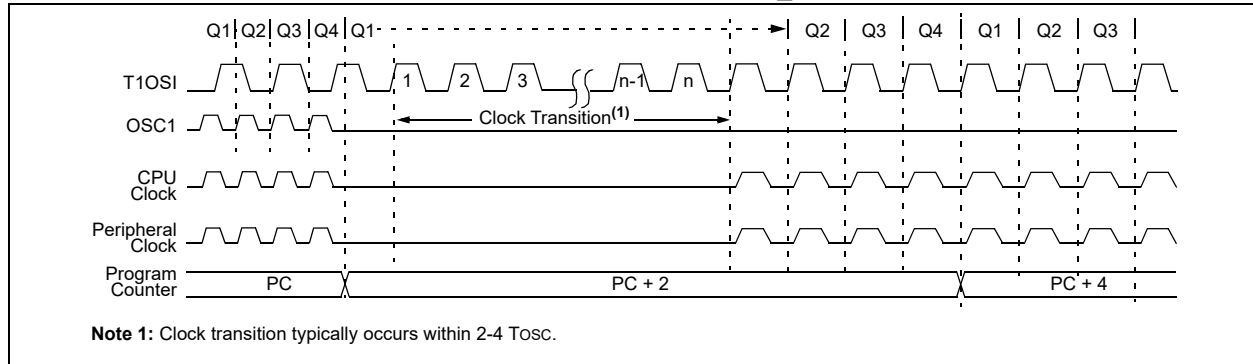 Q1 Q2 Q3 Q4 Q1 Q2 Q3 Q4 Q1 Q2 Q3
T1OSI
1 2 3 n-1 n
Clock Transition(1)
OSC1
CPU
Clock
Peripheral
Clock
Program
Counter
PC PC + 2 PC + 4
Note 1: Clock transition typically occurs within 2-4 TOSC.